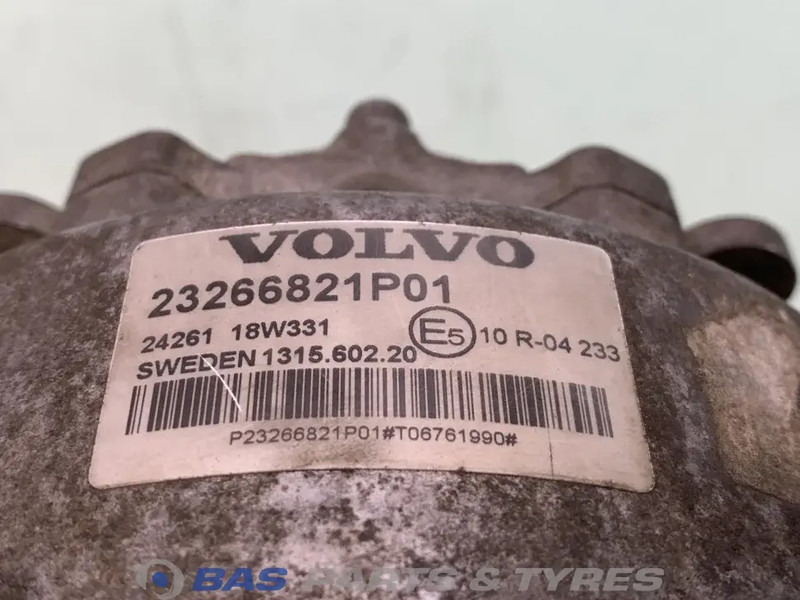 VOLVO
23266821P01
24261 18W331
E5 10 R-04 233
SWEDEN 1315.602.20
P23266821P01#T06761990#
BAS PARTS & TYRES